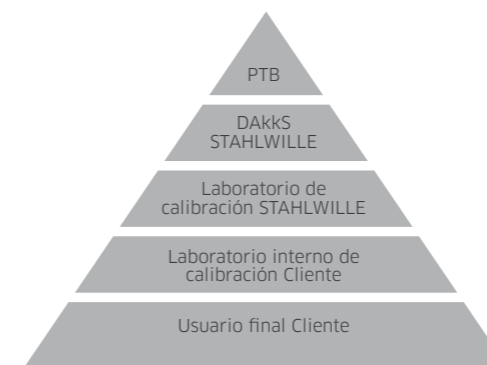 PTB
DAkkS
STAHLWILLE
Laboratorio de
calibración STAHLWILLE
Laboratorio interno de
calibración Cliente
Usuario final Cliente